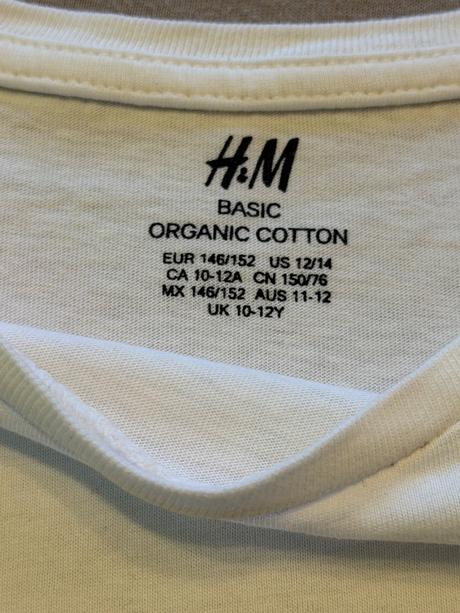 H&M
BASIC
ORGANIC COTTON
EUR 146/152 US 12/14
CA 10-12A CN 150/76
MX 146/152 AUS 11-12
UK 10-12Y